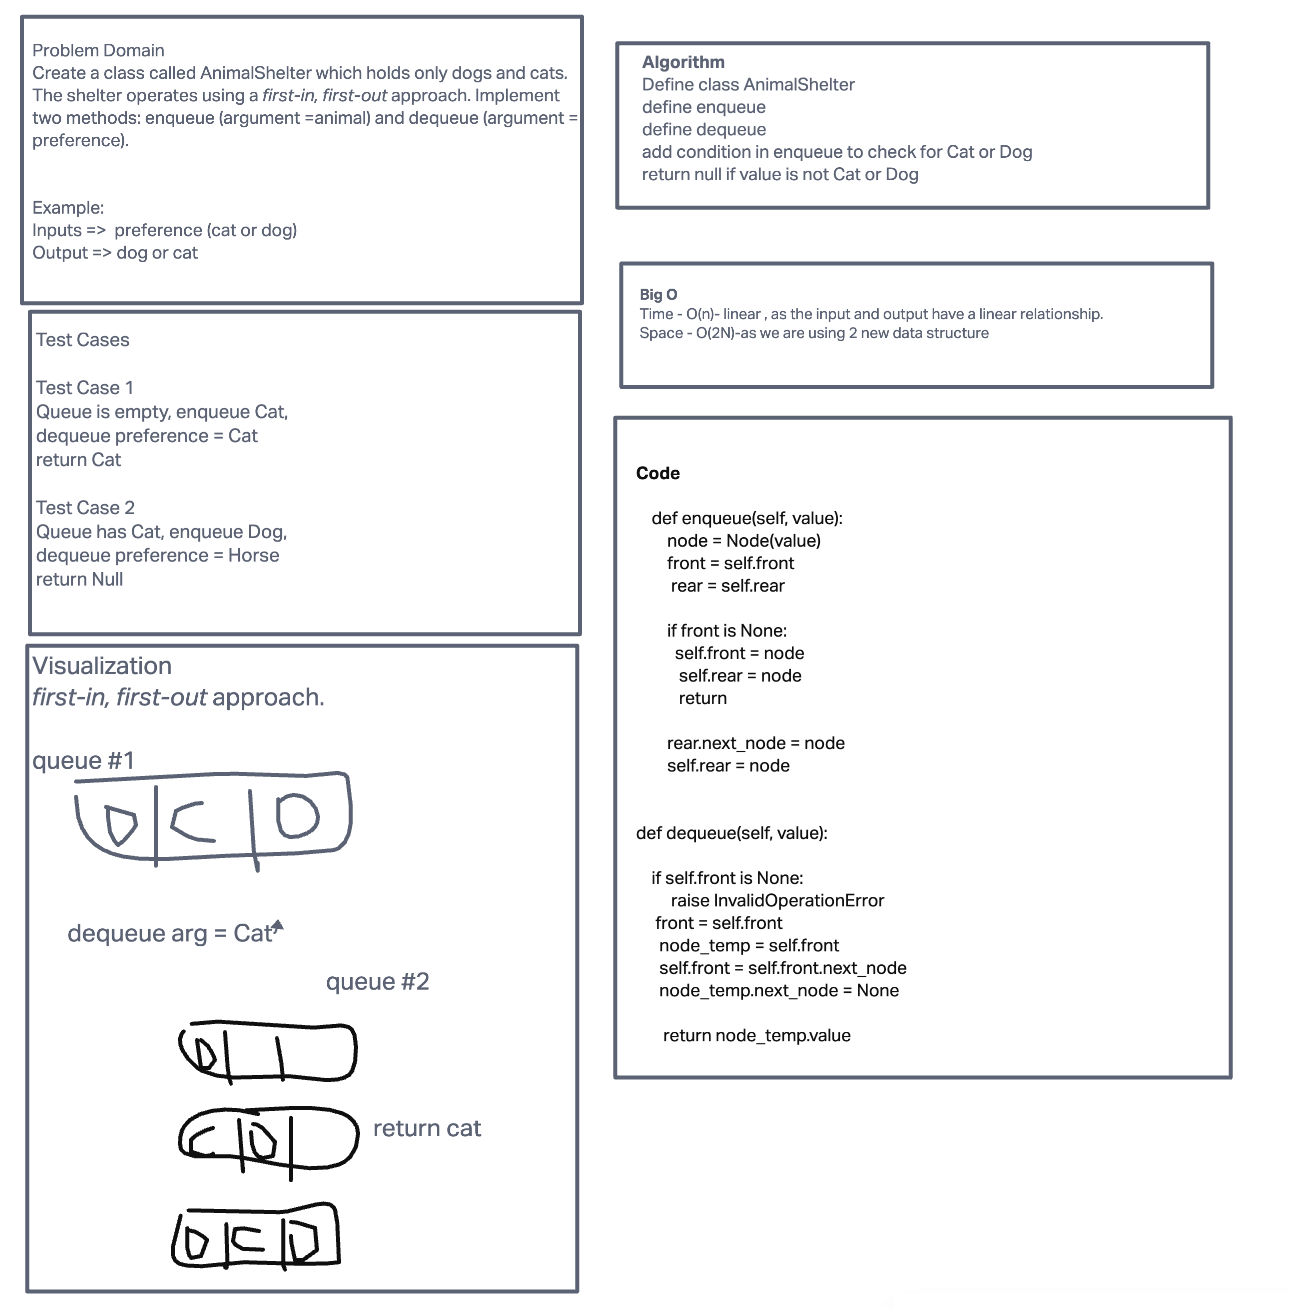 Problem Domain
Create a class called AnimalShelter which holds only dogs and cats.
The shelter operates using a first-in, first-out approach. Implement
two methods: enqueue (argument =animal) and dequeue (argument =
preference).
Example:
Inputs => preference (cat or dog)
Output => dog or cat
Test Cases
Test Case 1
Queue is empty, enqueue Cat,
dequeue preference = Cat
return Cat
Test Case 2
Queue has Cat, enqueue Dog,
dequeue preference = Horse
return Null
Visualization
first-in, first-out approach.
queue #1
D C D
dequeue arg = Cat
queue #2
D
C D
return cat
D C D
Algorithm
Define class AnimalShelter
define enqueue
define dequeue
add condition in enqueue to check for Cat or Dog
return null if value is not Cat or Dog
Big O
Time - O(n)- linear , as the input and output have a linear relationship.
Space - O(2N)-as we are using 2 new data structure
Code
def enqueue(self, value):
node = Node(value)
front = self.front
rear = self.rear
if front is None:
self.front = node
self.rear = node
return
rear.next_node = node
self.rear = node
def dequeue(self, value):
if self.front is None:
raise InvalidOperationError
front = self.front
node_temp = self.front
self.front = self.front.next_node
node_temp.next_node = None
return node_temp.value